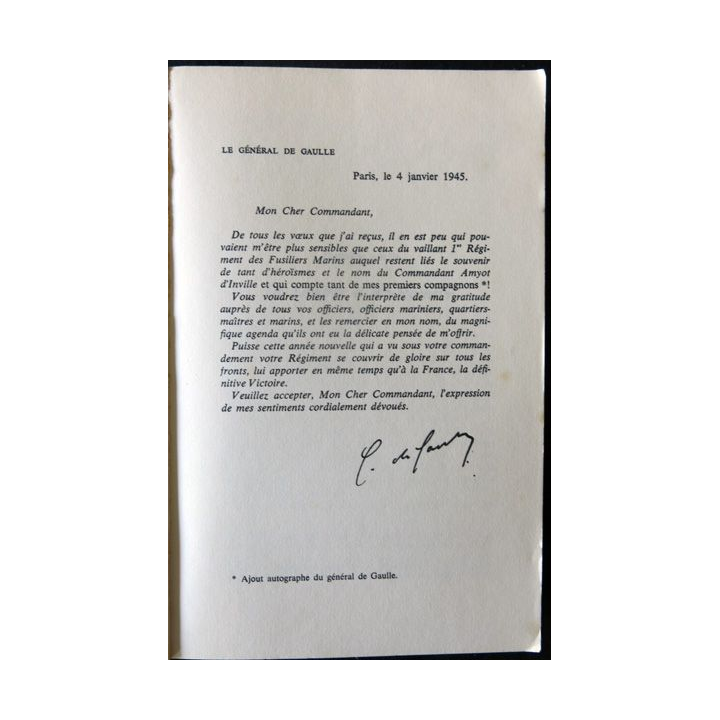 LE GÉNÉRAL DE GAULLE
Paris, le 4 janvier 1945.
Mon Cher Commandant,
De tous les vœux que j'ai reçus, il en est peu qui pou-
vaient m'être plus sensibles que ceux du vaillant 1er Régi-
ment des Fusiliers Marins auquel restent liés le souvenir
de tant d'héroïsmes et le nom du Commandant Amyot
d'Inville et qui compte tant de mes premiers compagnons *!
Vous voudrez bien être l'interprète de ma gratitude
auprès de tous vos officiers, officiers mariniers, quartiers-
maîtres et marins, et les remercier en mon nom, du magni-
fique agenda qu'ils ont eu la délicate pensée de m'offrir.
Puisse cette année nouvelle qui a vu sous votre comman-
dement votre Régiment se couvrir de gloire sur tous les
fronts, lui apporter en même temps qu'à la France, la défi-
nitive Victoire.
Veuillez accepter, Mon Cher Commandant, l'expression
de mes sentiments cordialement dévoués.
C. de Gaulle
* Ajout autographe du général de Gaulle.